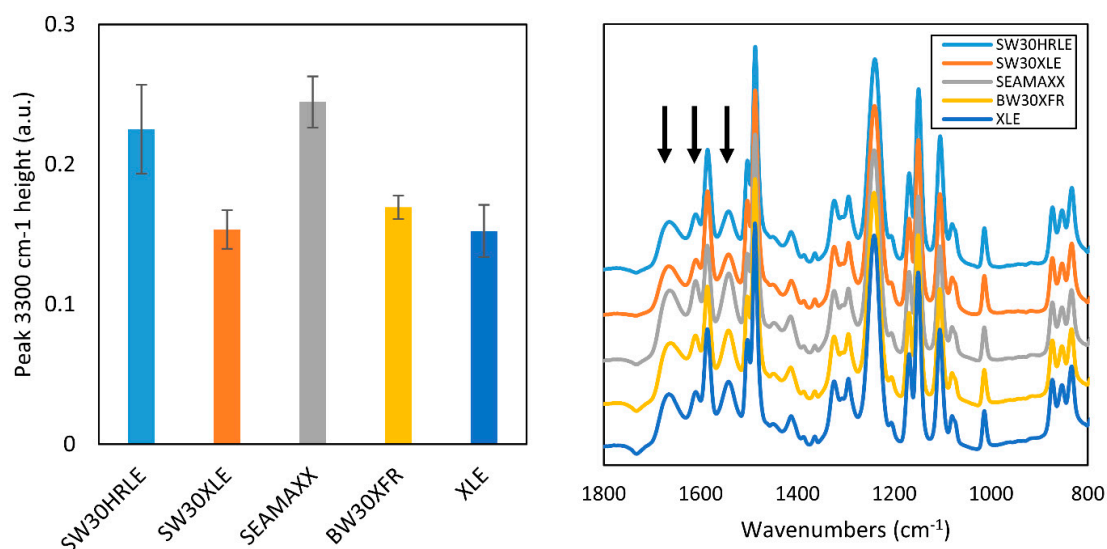 0.3
0.2
0.1
0
Peak 3300 cm-1 height (a.u.)
SW30HRLE
SW30XLE
SEAMAXX
BW30XFR
XLE
SW30HRLE
SW30XLE
SEAMAXX
BW30XFR
XLE
1800
1600
1400
1200
1000
800
Wavenumbers (cm⁻¹)